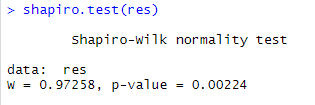 > shapiro.test(res)
Shapiro-Wilk normality test
data:  res
W = 0.97258, p-value = 0.00224